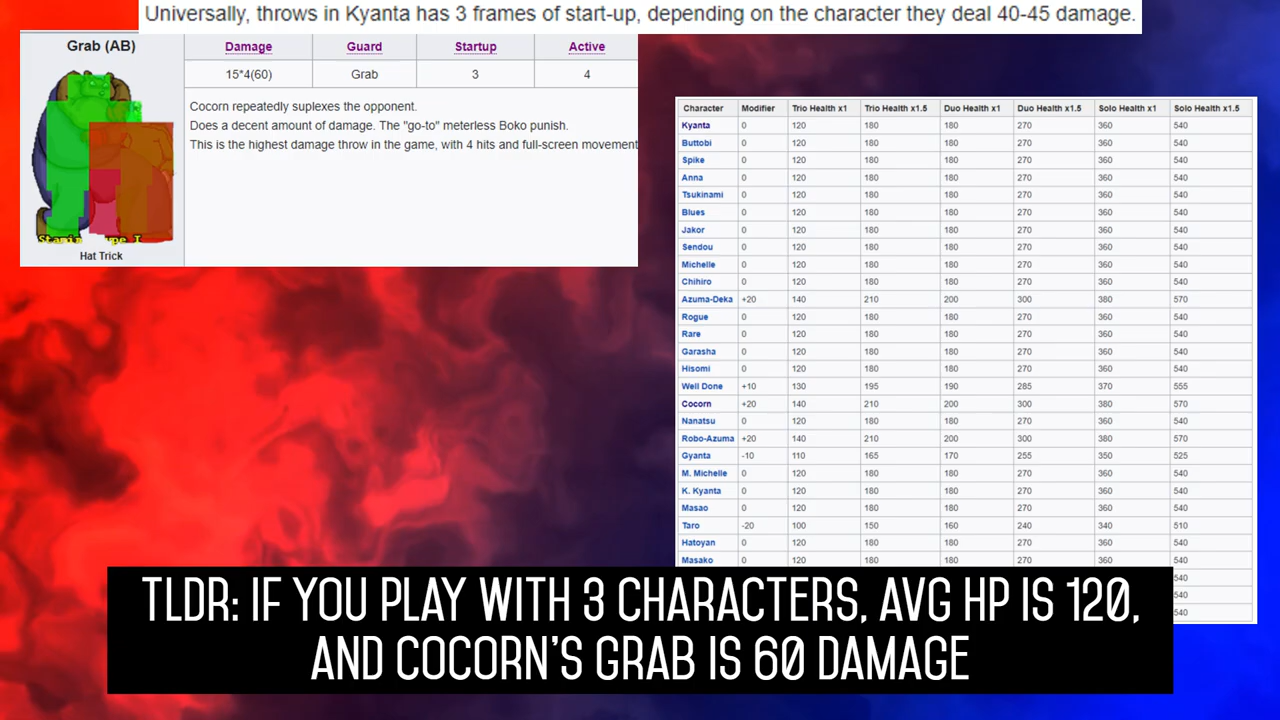 Universally, throws in Kyanta has 3 frames of start-up, depending on the character they deal 40-45 damage.
Grab (AB)
Damage Guard Startup Active
15*4(60) Grab 3 4
Cocorn repeatedly suplexes the opponent.
Does a decent amount of damage. The "go-to" meterless Boko punish.
This is the highest damage throw in the game, with 4 hits and full-screen movement
Hat Trick
Character Modifier Trio Health x1 Trio Health x1.5 Duo Health x1 Duo Health x1.5 Solo Health x1 Solo Health x1.5
Kyanta 0 120 180 180 270 360 540
Buttobi 0 120 180 180 270 360 540
Spike 0 120 180 180 270 360 540
Anna 0 120 180 180 270 360 540
Tsukinami 0 120 180 180 270 360 540
Blues 0 120 180 180 270 360 540
Jakor 0 120 180 180 270 360 540
Sendou 0 120 180 180 270 360 540
Michelle 0 120 180 180 270 360 540
Chihiro 0 120 180 180 270 360 540
Azuma-Deka +20 140 210 200 300 380 570
Rogue 0 120 180 180 270 360 540
Rare 0 120 180 180 270 360 540
Garasha 0 120 180 180 270 360 540
Hisomi 0 120 180 180 270 360 540
Well Done +10 130 195 190 285 370 555
Cocorn +20 140 210 200 300 380 570
Nanatsu 0 120 180 180 270 360 540
Robo-Azuma +20 140 210 200 300 380 570
Gyanta -10 110 165 170 255 350 525
M. Michelle 0 120 180 180 270 360 540
K. Kyanta 0 120 180 180 270 360 540
Masao 0 120 180 180 270 360 540
Taro -20 100 150 160 240 340 510
Hatoyan 0 120 180 180 270 360 540
Masako 0 120 180 180 270 360 540
540
540
540
TLDR: IF YOU PLAY WITH 3 CHARACTERS, AVG HP IS 120,
AND COCORN'S GRAB IS 60 DAMAGE